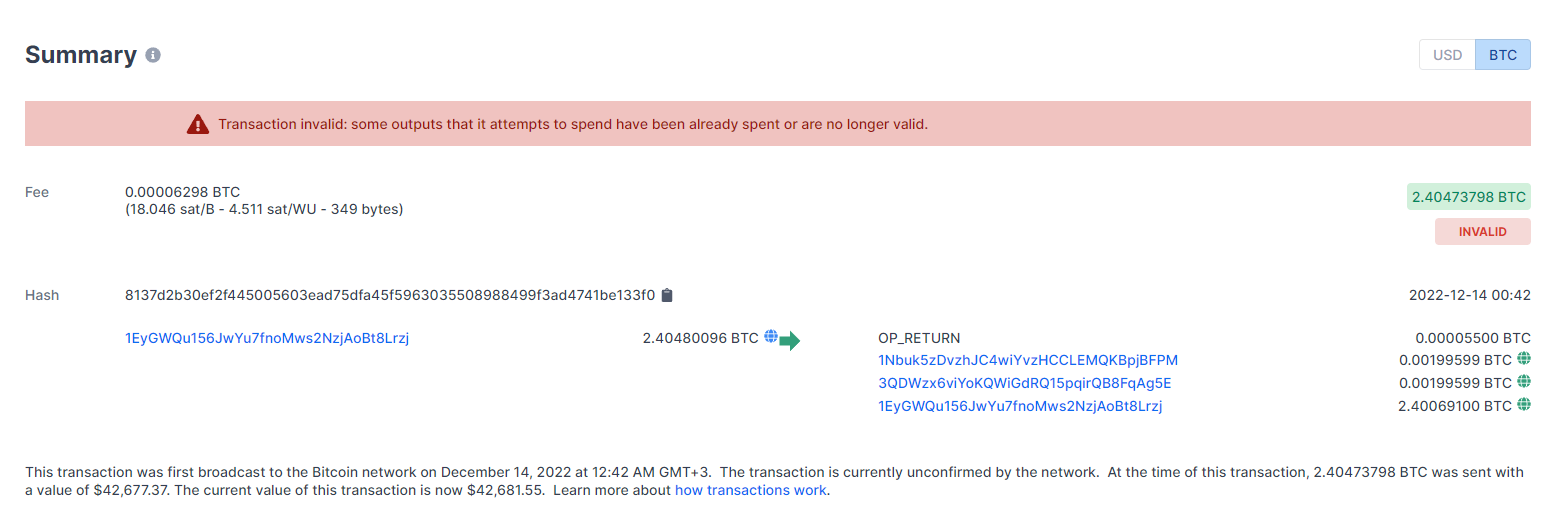 Summary
USD BTC
Transaction invalid: some outputs that it attempts to spend have been already spent or are no longer valid.
Fee 0.00006298 BTC 2.40473798 BTC
(18.046 sat/B - 4.511 sat/WU - 349 bytes)
INVALID
Hash 8137d2b30ef2f445005603ead75dfa45f5963035508988499f3ad4741be133f0 2022-12-14 00:42
1EyGWQu156JwYu7fnoMws2NzjAoBt8Lrzj 2.40480096 BTC OP_RETURN 0.00005500 BTC
1Nbuk5zDvzhJC4wiYvzHCCLEMQKBpjBFPM 0.00199599 BTC
3QDWzx6viYoKQWiGdRQ15pqirQB8FqAg5E 0.00199599 BTC
1EyGWQu156JwYu7fnoMws2NzjAoBt8Lrzj 2.40069100 BTC
This transaction was first broadcast to the Bitcoin network on December 14, 2022 at 12:42 AM GMT+3. The transaction is currently unconfirmed by the network. At the time of this transaction, 2.40473798 BTC was sent with
a value of $42,677.37. The current value of this transaction is now $42,681.55. Learn more about how transactions work.